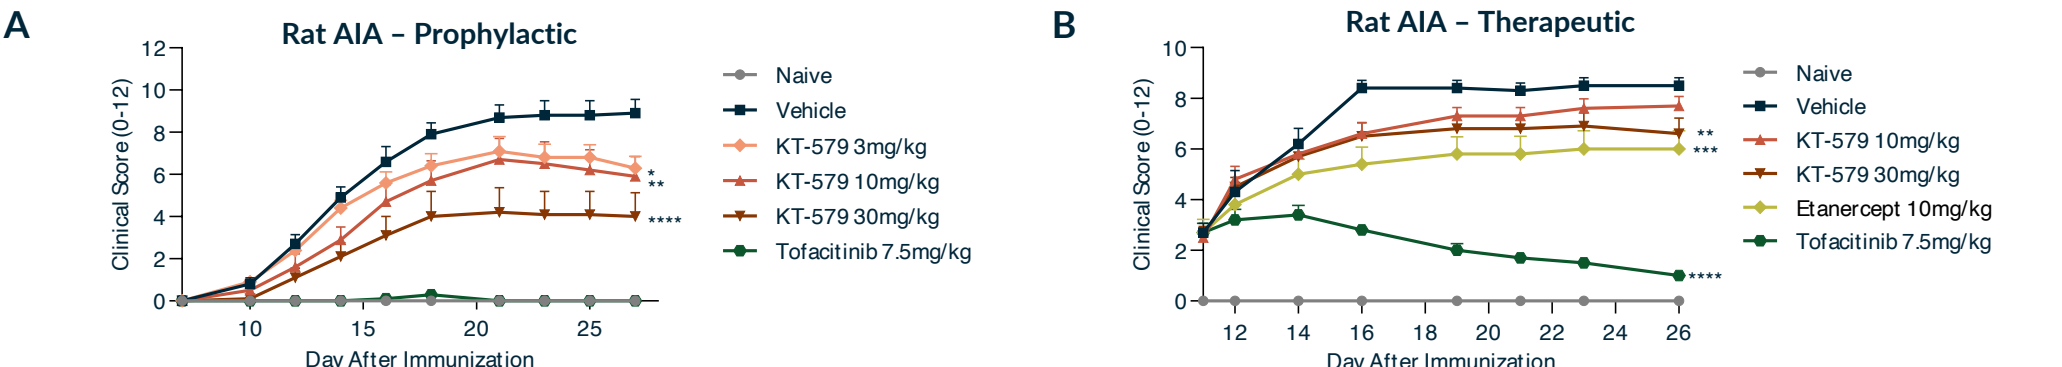 A
Rat AIA – Prophylactic
12
10
8
6
4
2
0
Clinical Score (0-12)
10
15
20
25
Day After Immunization
*
**
****
Naive
Vehicle
KT-579 3mg/kg
KT-579 10mg/kg
KT-579 30mg/kg
Tofacitinib 7.5mg/kg
B
Rat AIA – Therapeutic
10
8
6
4
2
0
Clinical Score (0-12)
12
14
16
18
20
22
24
26
Day After Immunization
**
***
****
Naive
Vehicle
KT-579 10mg/kg
KT-579 30mg/kg
Etanercept 10mg/kg
Tofacitinib 7.5mg/kg